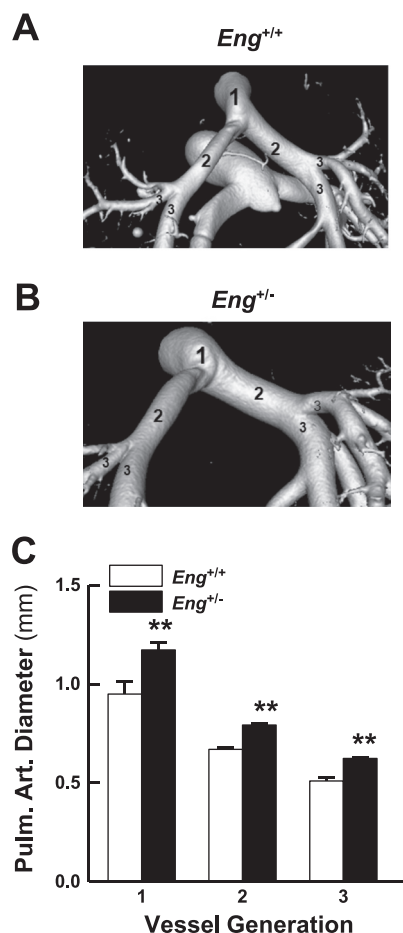 A
Eng+/+
1
2 2
3 3
3 3
B
Eng+/-
1
2 2
3 3
3 3
C
Eng+/+
Eng+/-
Pulm. Art. Diameter (mm)
1.5
1.0
0.5
0.0
** ** **
1 2 3
Vessel Generation